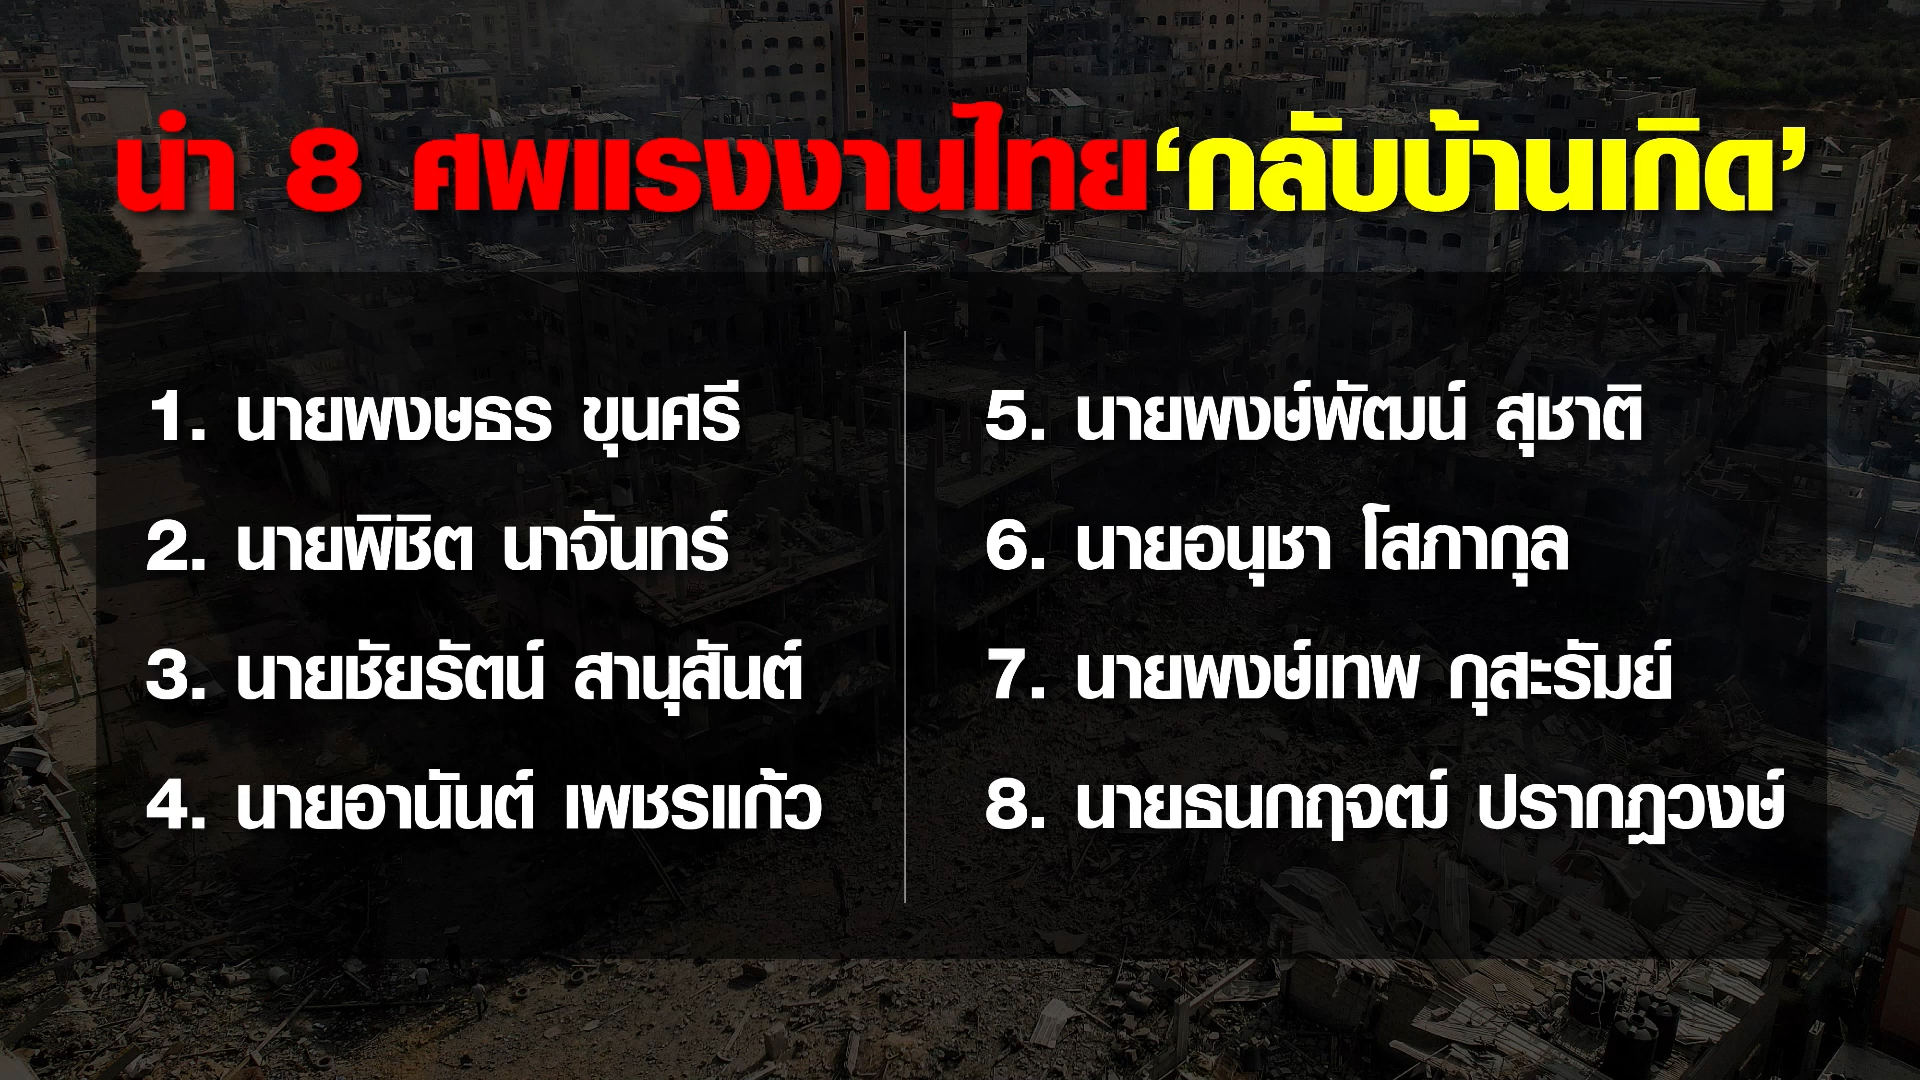 นำ 8 ศพแรงงานไทย‘กลับบ้านเกิด’
1. นายพงษธร ขุนศรี
2. นายพิชิต นาจันทร์
3. นายชัยรัตน์ สานุสันต์
4. นายอานันต์ เพชรแก้ว
5. นายพงษ์พัฒน์ สุชาติ
6. นายอนุชา โสภากุล
7. นายพงษ์เทพ กุสะรัมย์
8. นายธนกฤจฒ์ ปรากฏวงษ์